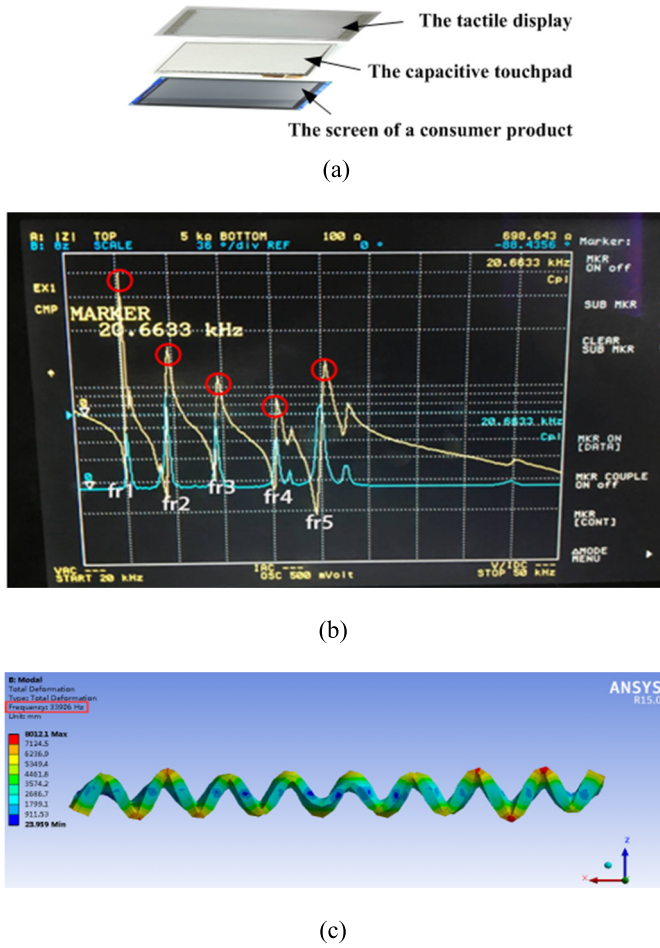 The tactile display
The capacitive touchpad
The screen of a consumer product
(a)
A: |Z| TOP 5 kΩ BOTTOM 100 Ω 698.643 Ω
B: θz SCALE 36 °/div REF 0 ° -88.4356 °
20.6633 kHz
Cpl
EX1
CMP
MARKER
20.6633 kHz
20.6633 kHz
Cpl
fr1
fr2
fr3
fr4
fr5
VAC --- IAC --- V/IDC ---
START 20 kHz OSC 500 mVolt STOP 50 kHz
Marker:
MKR
ON off
SUB MKR
CLEAR
SUB MKR
MKR ON
[DATA]
MKR COUPLE
ON off
MKR
[CONT]
ΔMODE
MENU
(b)
B: Modal
Total Deformation
Type: Total Deformation
Frequency: 33926 Hz
Unit: mm
8012.1 Max
7124.5
6236.9
5349.4
4461.8
3574.2
2686.7
1799.1
911.53
23.959 Min
ANSYS
R15.0
Z
X
(c)